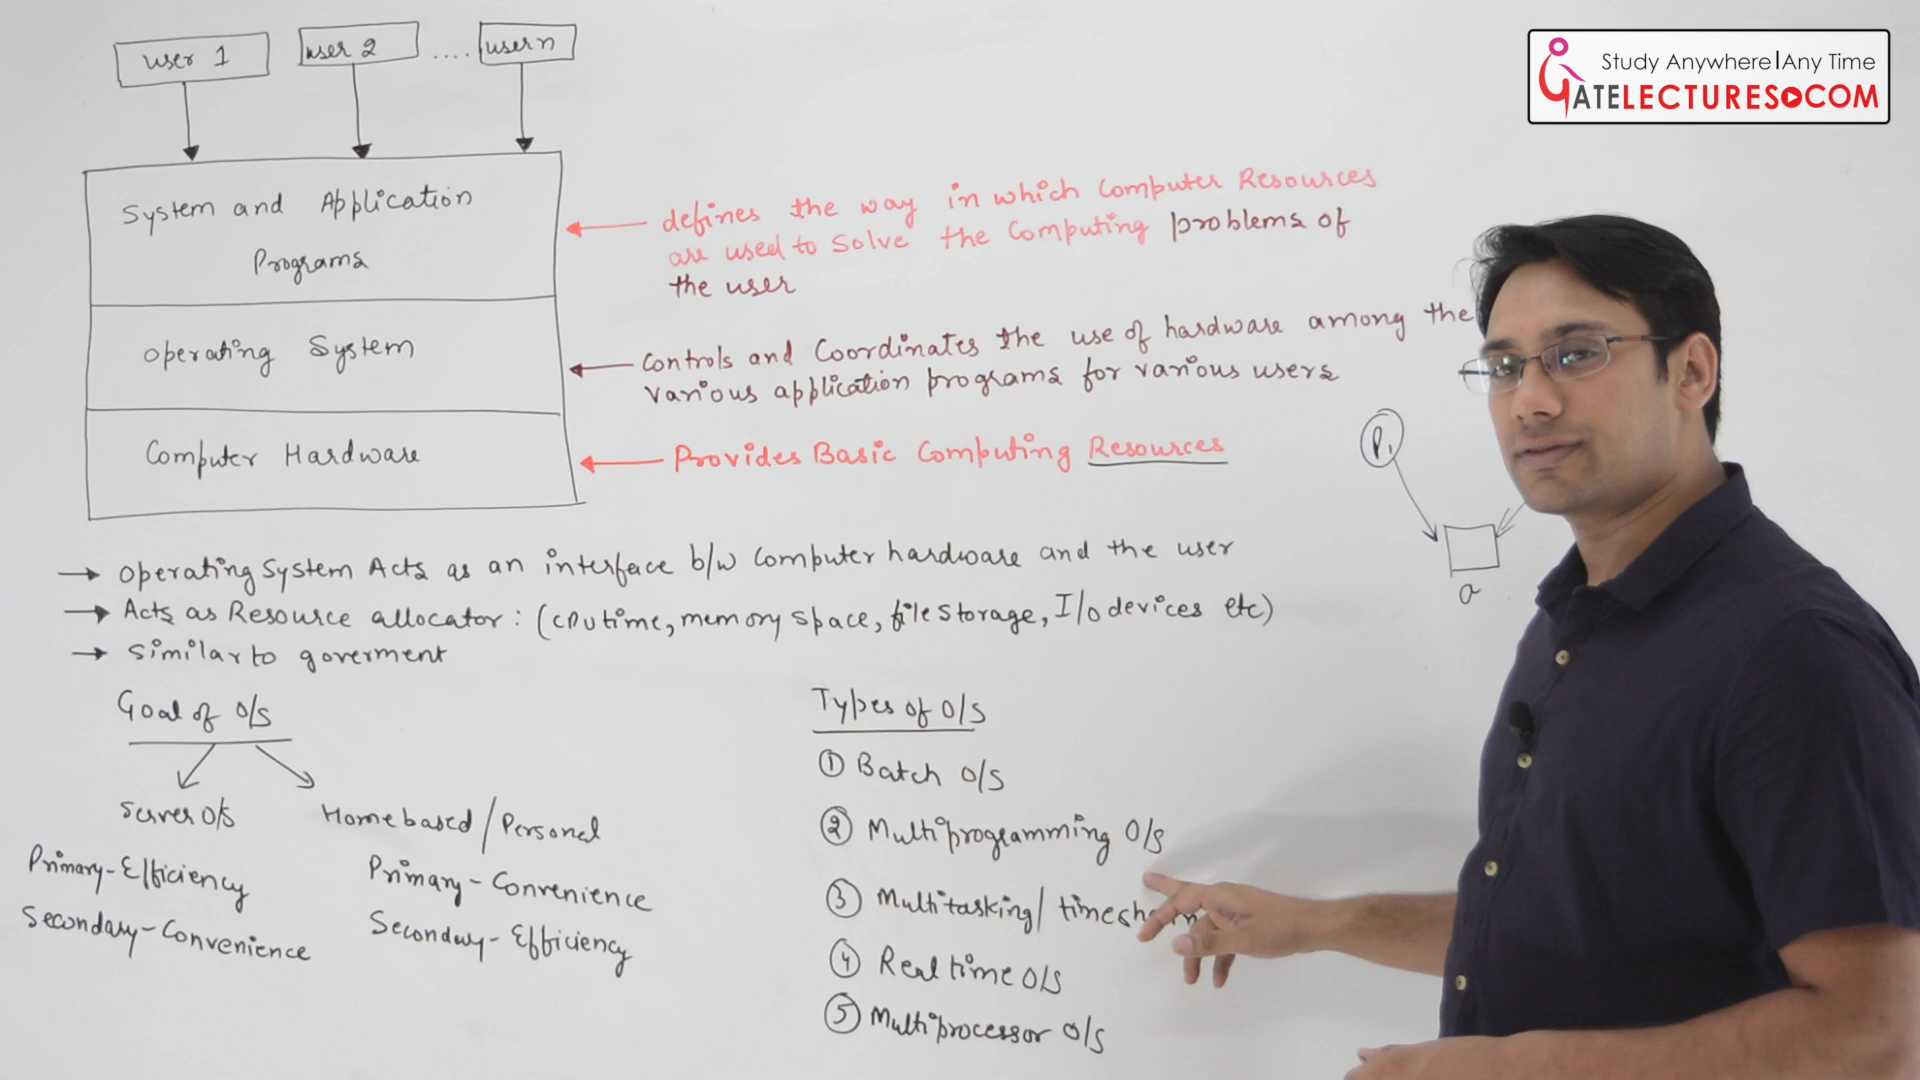 user 1
user 2
....
user n
Study Anywhere|Any Time
GATELECTURES.COM
System and Application
Programs
defines the way in which Computer Resources
are used to solve the Computing problems of
the user
Operating System
controls and Coordinates the use of hardware among the
various application programs for various users
Computer Hardware
Provides Basic Computing Resources
P1
a
→ Operating System Acts as an interface b/w Computer hardware and the user
→ Acts as Resource allocator : (CPU time, memory space, file storage, I/O devices etc)
→ Similar to goverment
Goal of O/S
Server O/S
Homebased / Personal
Primary - Efficiency
Primary - Convenience
Secondary - Convenience
Secondary - Efficiency
Types of O/S
① Batch O/S
② Multiprogramming O/S
③ Multitasking /
④ Real time O/S
⑤ Multiprocessor O/S